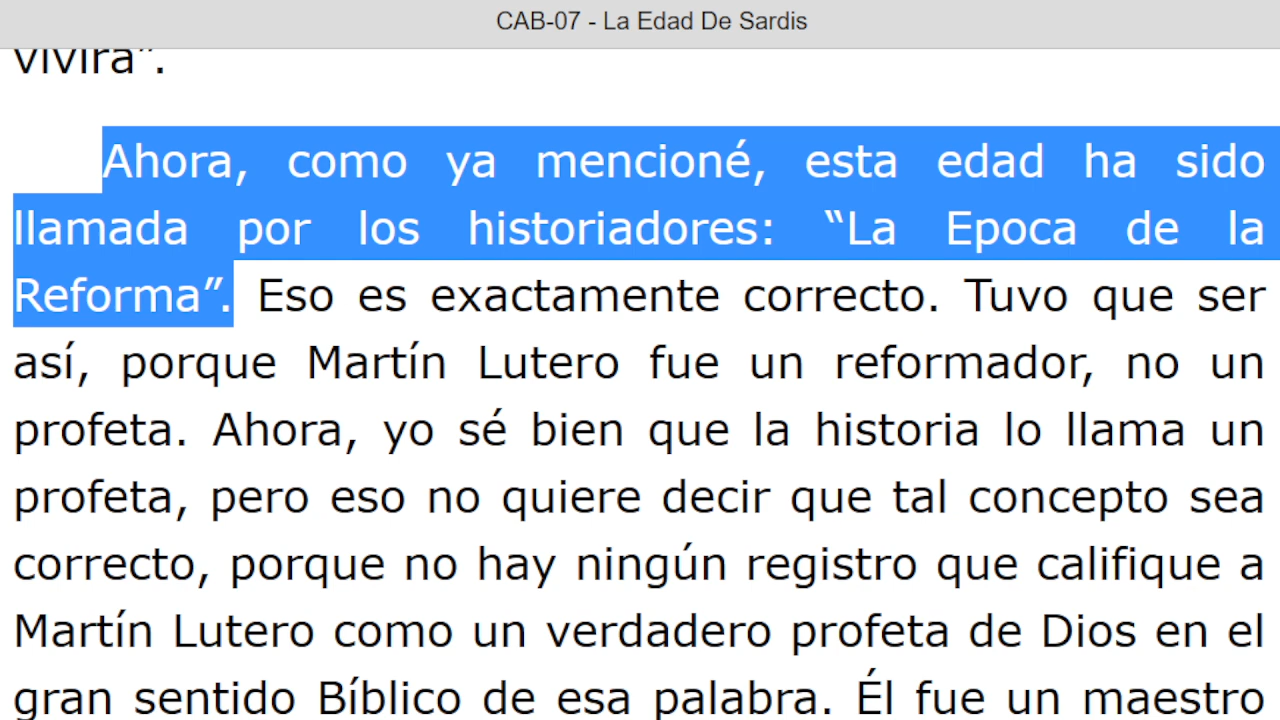 CAB-07 - La Edad De Sardis
vivirá”.
Ahora, como ya mencioné, esta edad ha sido
llamada por los historiadores: “La Epoca de la
Reforma”. Eso es exactamente correcto. Tuvo que ser
así, porque Martín Lutero fue un reformador, no un
profeta. Ahora, yo sé bien que la historia lo llama un
profeta, pero eso no quiere decir que tal concepto sea
correcto, porque no hay ningún registro que califique a
Martín Lutero como un verdadero profeta de Dios en el
gran sentido Bíblico de esa palabra. Él fue un maestro